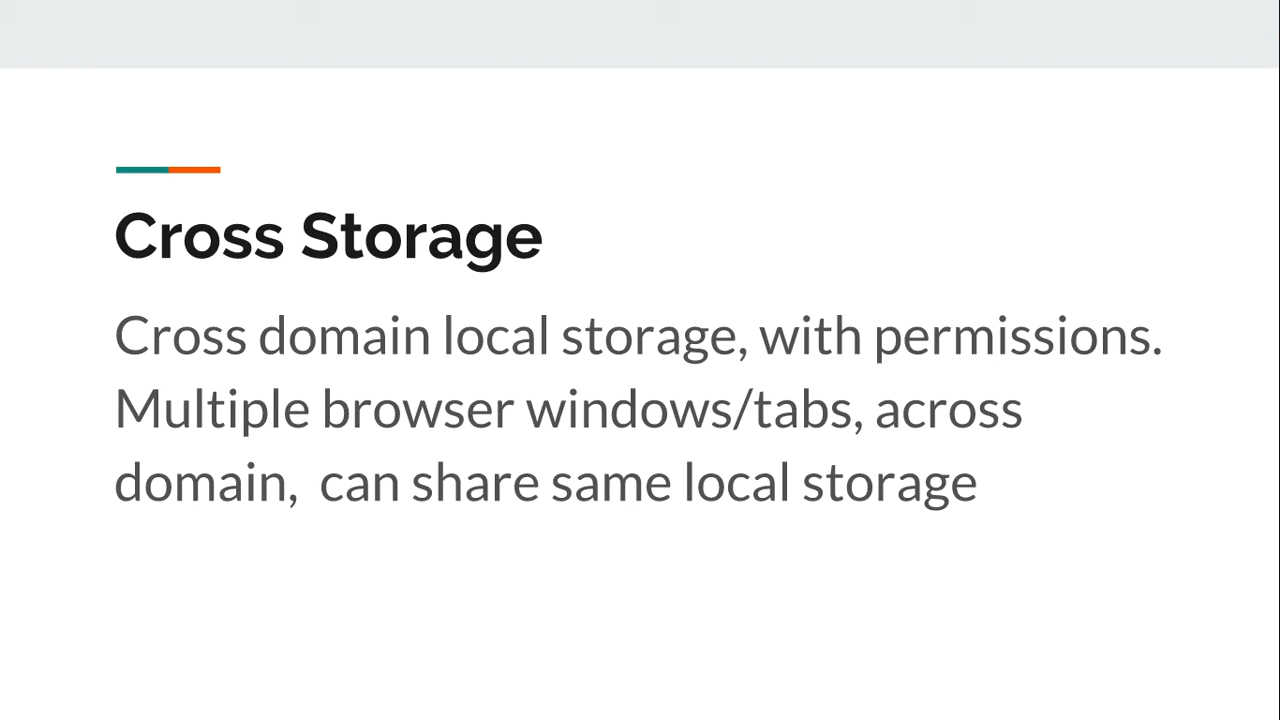 Cross Storage
Cross domain local storage, with permissions.
Multiple browser windows/tabs, across
domain,  can share same local storage